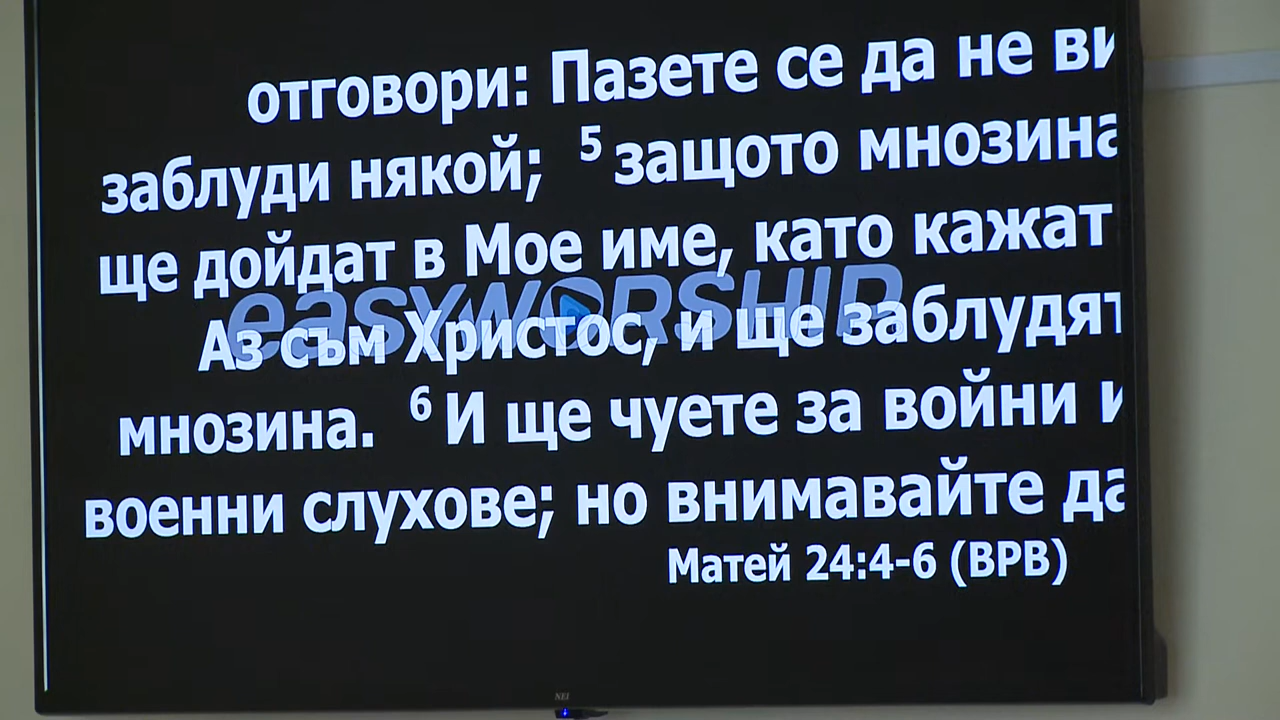 отговори: Пазете се да не ви
заблуди някой; 5 защото мнозина
ще дойдат в Мое име, като кажат
easyworship
Аз съм Христос, и ще заблудят
мнозина. 6 И ще чуете за войни и
военни слухове; но внимавайте да
Матей 24:4-6 (ВРВ)
NEI